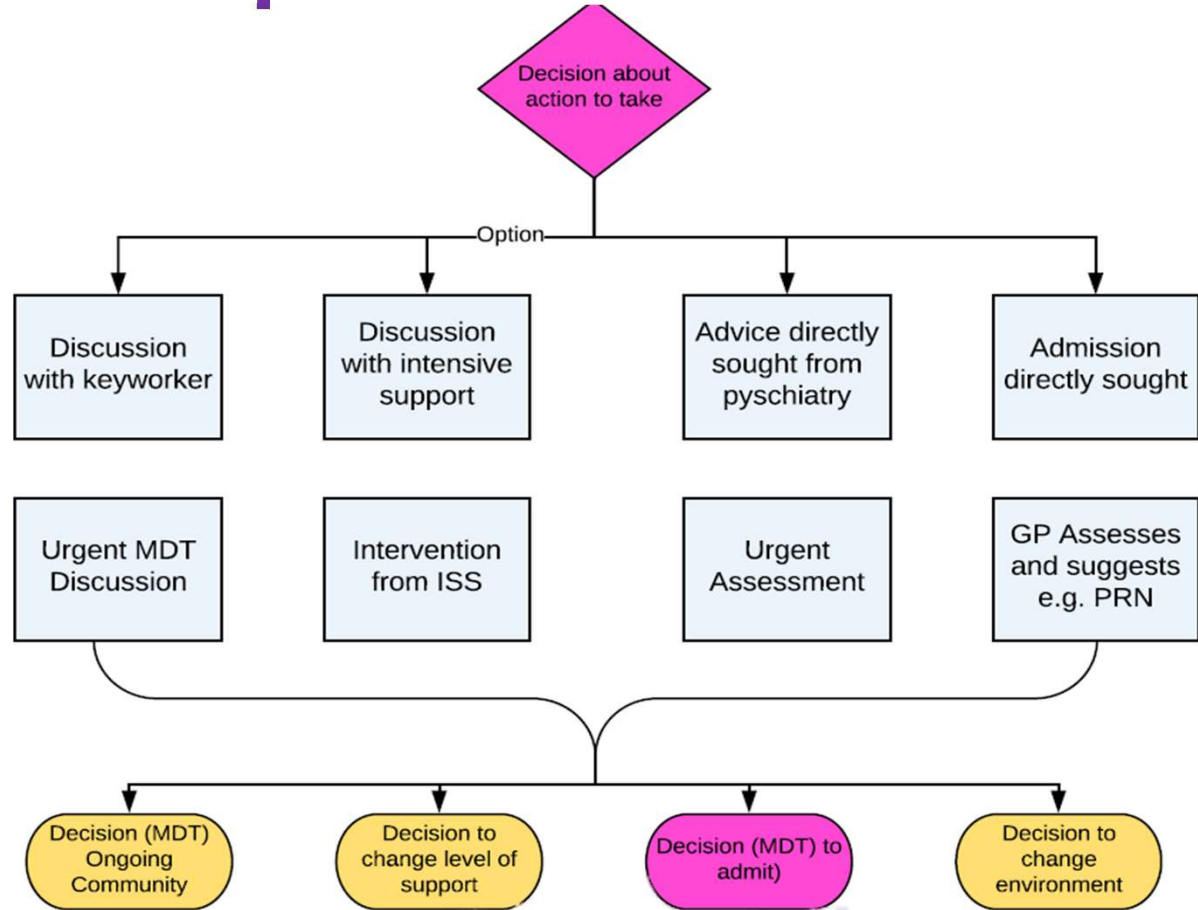 Decision about
action to take
Option
Discussion
with keyworker
Discussion
with intensive
support
Advice directly
sought from
pyschiatry
Admission
directly sought
Urgent MDT
Discussion
Intervention
from ISS
Urgent
Assessment
GP Assesses
and suggests
e.g. PRN
Decision (MDT)
Ongoing
Community
Decision to
change level of
support
Decision (MDT) to
admit)
Decision to
change
environment